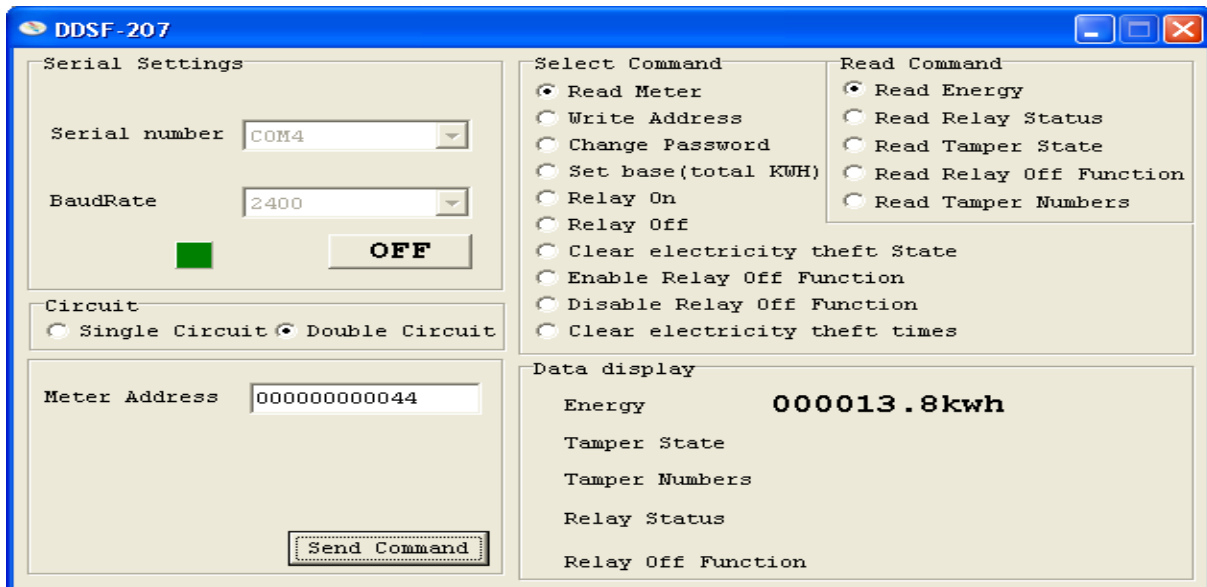 DDSF-207
Serial Settings
Serial number COM4
BaudRate 2400
OFF
Circuit
Single Circuit Double Circuit
Meter Address 000000000044
Send Command
Select Command
Read Meter
Write Address
Change Password
Set base(total KWH)
Relay On
Relay Off
Clear electricity theft State
Enable Relay Off Function
Disable Relay Off Function
Clear electricity theft times
Read Command
Read Energy
Read Relay Status
Read Tamper State
Read Relay Off Function
Read Tamper Numbers
Data display
Energy 000013.8kwh
Tamper State
Tamper Numbers
Relay Status
Relay Off Function